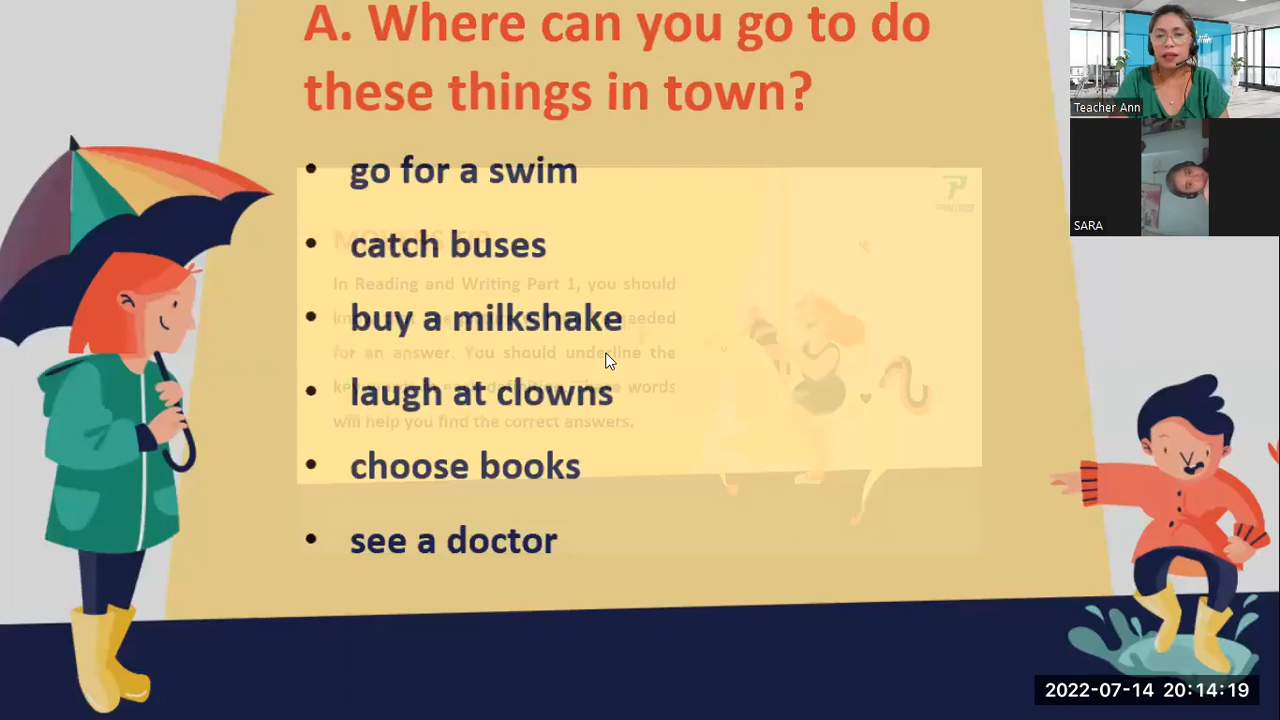 A. Where can you go to do
these things in town?
• go for a swim
• catch buses
• buy a milkshake
• laugh at clowns
• choose books
• see a doctor
In Reading and Writing Part 1, you should
needed
for an answer. You should underline the
words
will help you find the correct answers.
Teacher Ann
SARA
2022-07-14 20:14:19